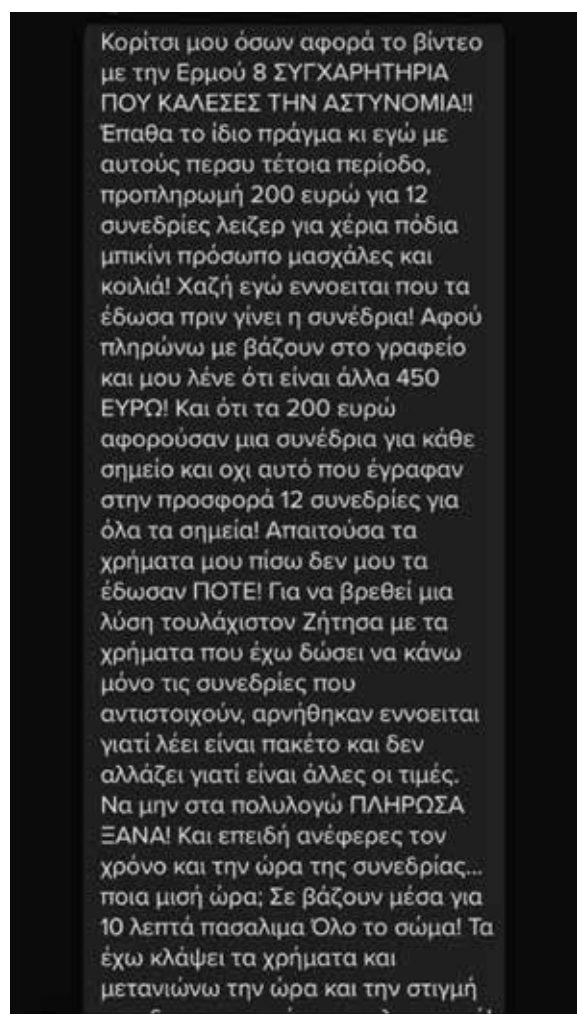 Κορίτσι μου όσων αφορά το βίντεο
με την Ερμού 8 ΣΥΓΧΑΡΗΤΗΡΙΑ
ΠΟΥ ΚΑΛΕΣΕΣ ΤΗΝ ΑΣΤΥΝΟΜΙΑ!!
Έπαθα το ίδιο πράγμα κι εγώ με
αυτούς περσυ τέτοια περίοδο,
προπληρωμή 200 ευρώ για 12
συνεδρίες λειζερ για χέρια πόδια
μπικίνι πρόσωπο μασχάλες και
κοιλιά! Χαζή εγώ εννοειται που τα
έδωσα πριν γίνει η συνέδρια! Αφού
πληρώνω με βάζουν στο γραφείο
και μου λένε ότι είναι άλλα 450
ΕΥΡΩ! Και ότι τα 200 ευρώ
αφορούσαν μια συνέδρια για κάθε
σημείο και οχι αυτό που έγραφαν
στην προσφορά 12 συνεδρίες για
όλα τα σημεία! Απαιτούσα τα
χρήματα μου πίσω δεν μου τα
έδωσαν ΠΟΤΕ! Για να βρεθεί μια
λύση τουλάχιστον Ζήτησα με τα
χρήματα που έχω δώσει να κάνω
μόνο τις συνεδρίες που
αντιστοιχούν, αρνήθηκαν εννοειται
γιατί λέει είναι πακέτο και δεν
αλλάζει γιατί είναι άλλες οι τιμές.
Να μην στα πολυλογώ ΠΛΗΡΩΣΑ
ΞΑΝΑ! Και επειδή ανέφερες τον
χρόνο και την ώρα της συνεδρίας...
ποια μισή ώρα; Σε βάζουν μέσα για
10 λεπτά πασαλιμα Όλο το σώμα! Τα
έχω κλάψει τα χρήματα και
μετανιώνω την ώρα και την στιγμή